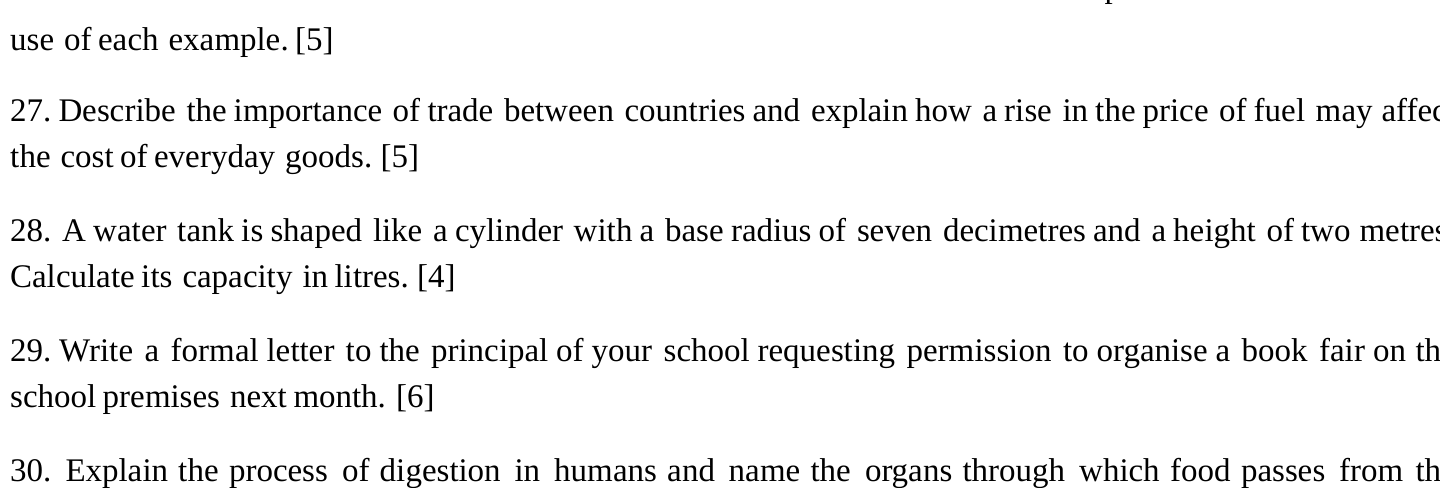 use of each example. [5]
27. Describe the importance of trade between countries and explain how a rise in the price of fuel may affec
the cost of everyday goods. [5]
28. A water tank is shaped like a cylinder with a base radius of seven decimetres and a height of two metres
Calculate its capacity in litres. [4]
29. Write a formal letter to the principal of your school requesting permission to organise a book fair on th
school premises next month. [6]
30. Explain the process of digestion in humans and name the organs through which food passes from th